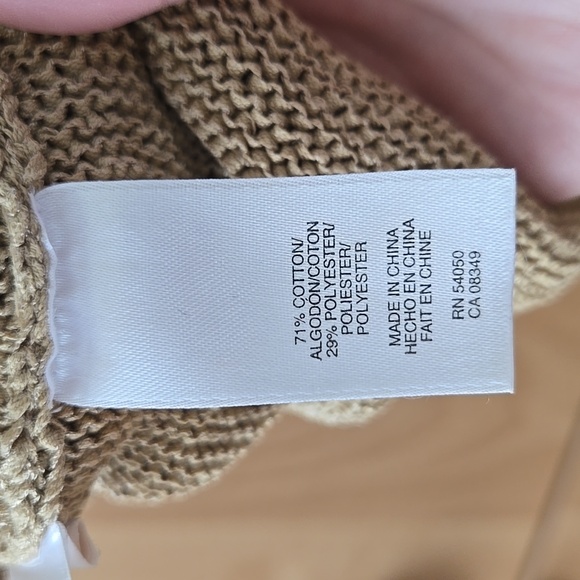 71% COTTON/
ALGODÓN/COTON
29% POLYESTER/
POLIESTER/
POLYESTER
MADE IN CHINA
HECHO EN CHINA
FAIT EN CHINE
RN 54050
CA 08349